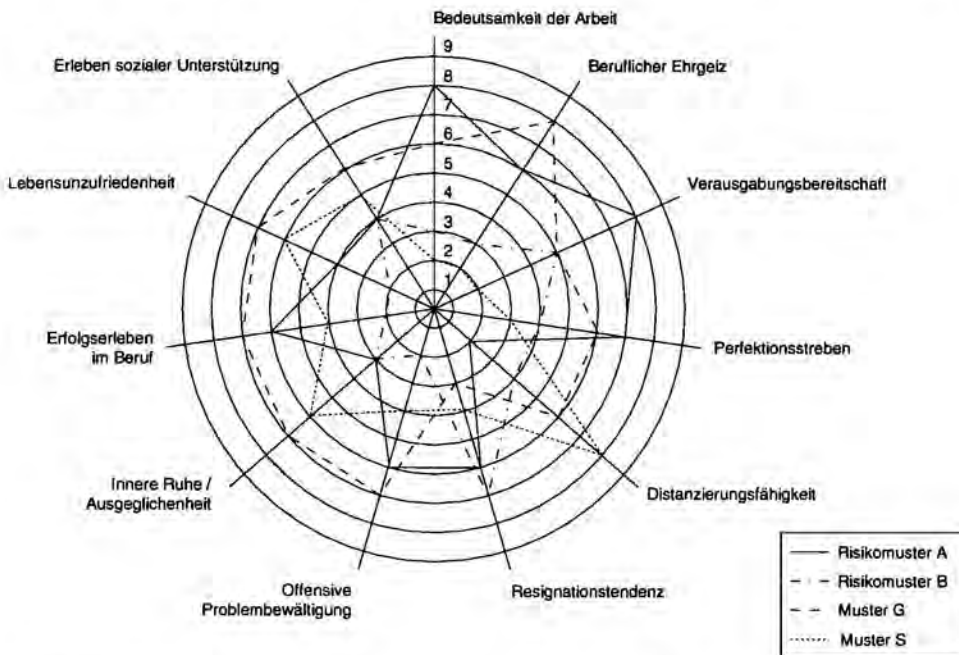 Bedeutsamkeit der Arbeit
Erleben sozialer Unterstützung
Beruflicher Ehrgeiz
Lebensunzufriedenheit
Verausgabungsbereitschaft
9
8
7
6
5
4
3
2
1
Erfolgserleben
im Beruf
Perfektionsstreben
Innere Ruhe /
Ausgeglichenheit
Distanzierungsfähigkeit
Offensive
Problembewältigung
Resignationstendenz
Risikomuster A
Risikomuster B
Muster G
Muster S